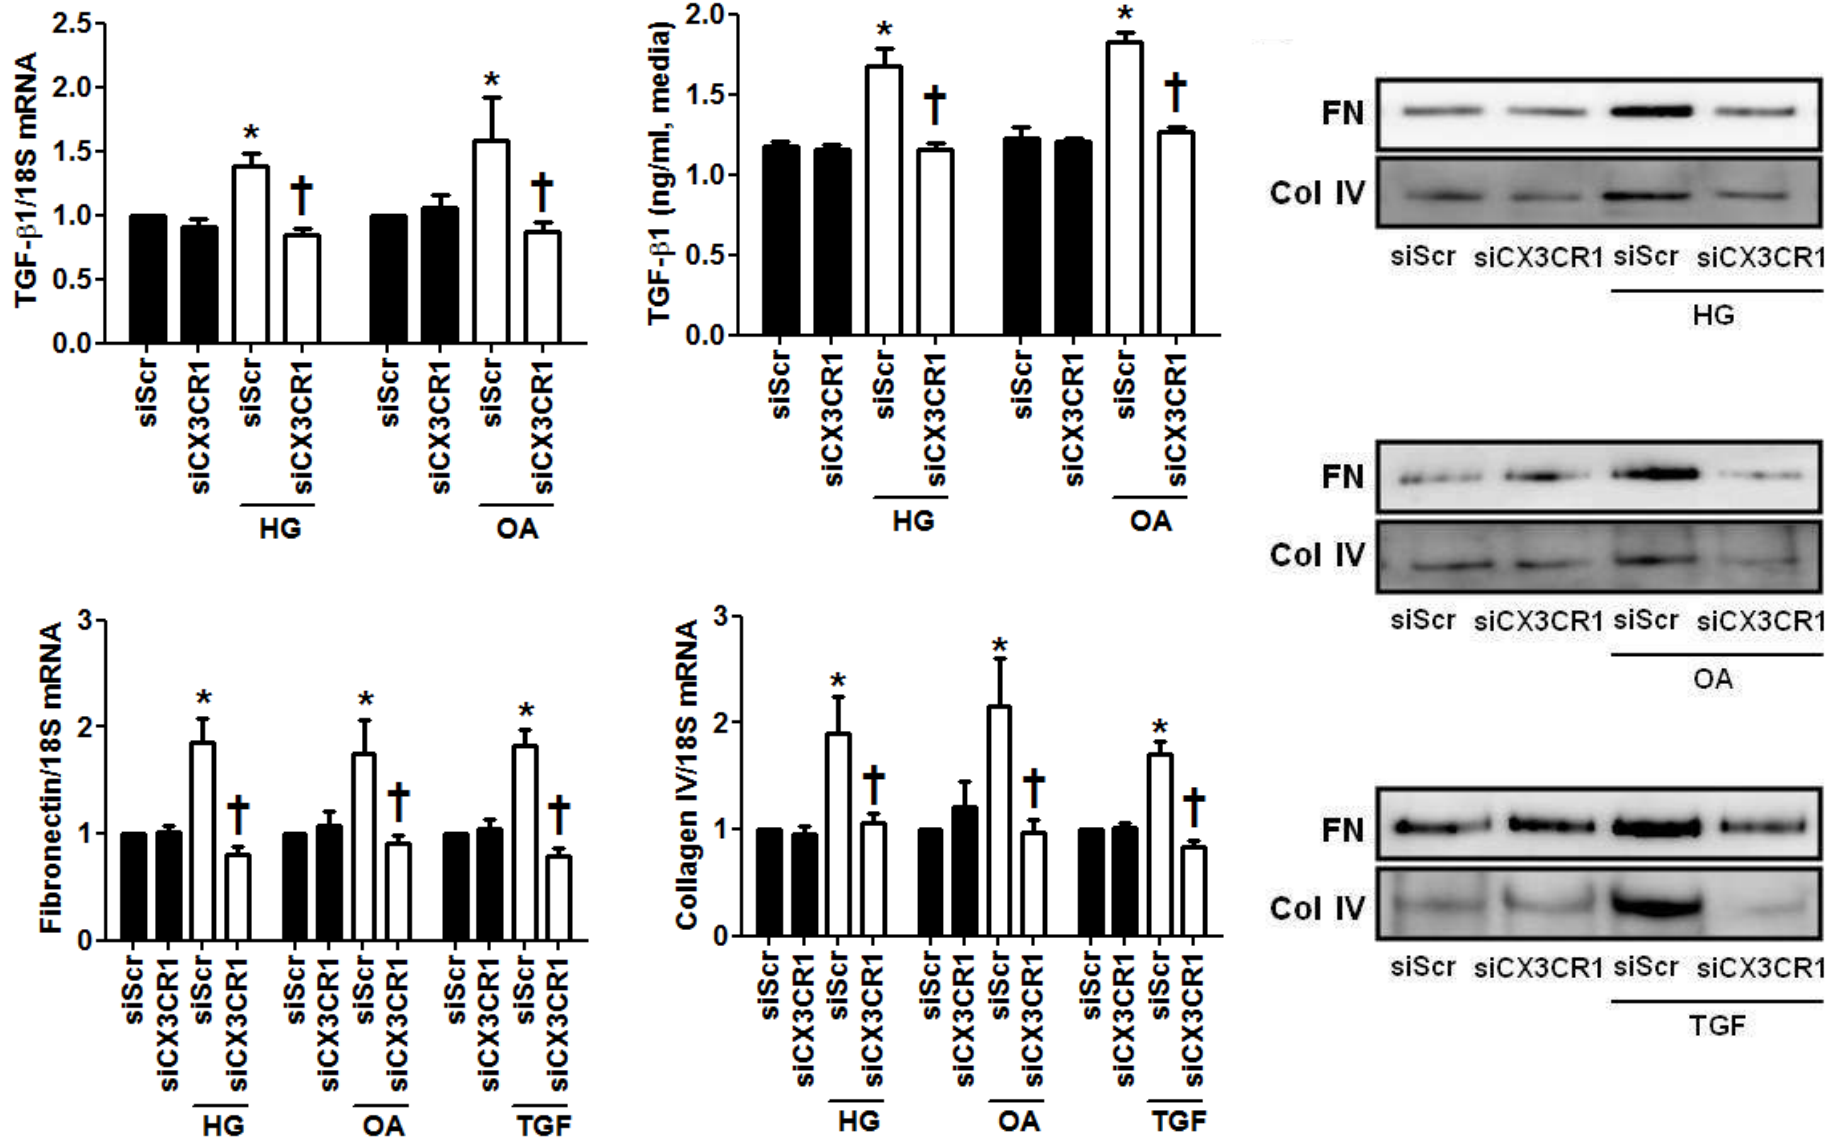 TGF-β1/18S mRNA
2.5
2.0
1.5
1.0
0.5
0.0
*
†
*
†
siScr
siCX3CR1
siScr
siCX3CR1
siScr
siCX3CR1
siScr
siCX3CR1
HG
OA
TGF-β1 (ng/ml, media)
2.0
1.5
1.0
0.5
0.0
*
†
*
†
siScr
siCX3CR1
siScr
siCX3CR1
siScr
siCX3CR1
siScr
siCX3CR1
HG
OA
FN
Col IV
siScr siCX3CR1 siScr siCX3CR1
HG
FN
Col IV
siScr siCX3CR1 siScr siCX3CR1
OA
FN
Col IV
siScr siCX3CR1 siScr siCX3CR1
TGF
Fibronectin/18S mRNA
3
2
1
0
*
†
*
†
*
†
siScr
siCX3CR1
siScr
siCX3CR1
siScr
siCX3CR1
siScr
siCX3CR1
siScr
siCX3CR1
siScr
siCX3CR1
HG
OA
TGF
Collagen IV/18S mRNA
3
2
1
0
*
†
*
†
*
†
siScr
siCX3CR1
siScr
siCX3CR1
siScr
siCX3CR1
siScr
siCX3CR1
siScr
siCX3CR1
siScr
siCX3CR1
HG
OA
TGF